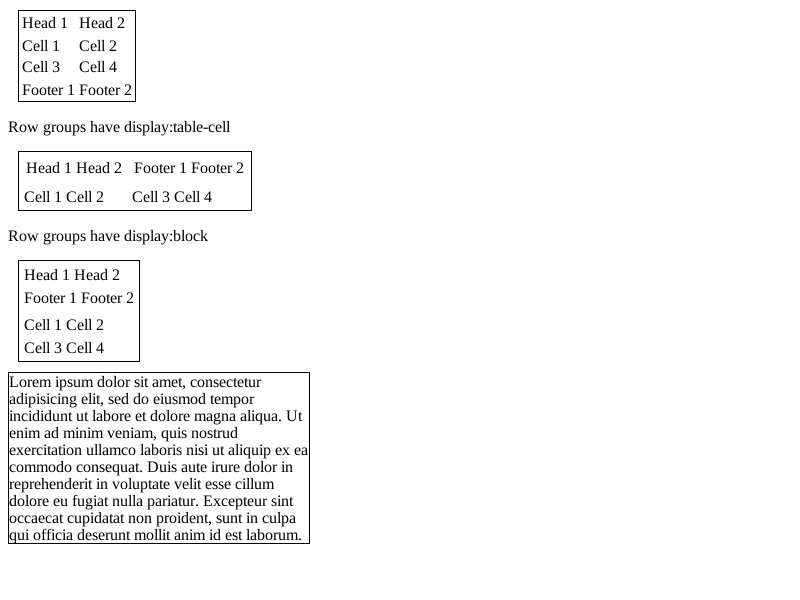 Head 1 Head 2
Cell 1 Cell 2
Cell 3 Cell 4
Footer 1 Footer 2
Row groups have display:table-cell
Head 1 Head 2 Footer 1 Footer 2
Cell 1 Cell 2 Cell 3 Cell 4
Row groups have display:block
Head 1 Head 2
Footer 1 Footer 2
Cell 1 Cell 2
Cell 3 Cell 4
Lorem ipsum dolor sit amet, consectetur
adipisicing elit, sed do eiusmod tempor
incididunt ut labore et dolore magna aliqua. Ut
enim ad minim veniam, quis nostrud
exercitation ullamco laboris nisi ut aliquip ex ea
commodo consequat. Duis aute irure dolor in
reprehenderit in voluptate velit esse cillum
dolore eu fugiat nulla pariatur. Excepteur sint
occaecat cupidatat non proident, sunt in culpa
qui officia deserunt mollit anim id est laborum.